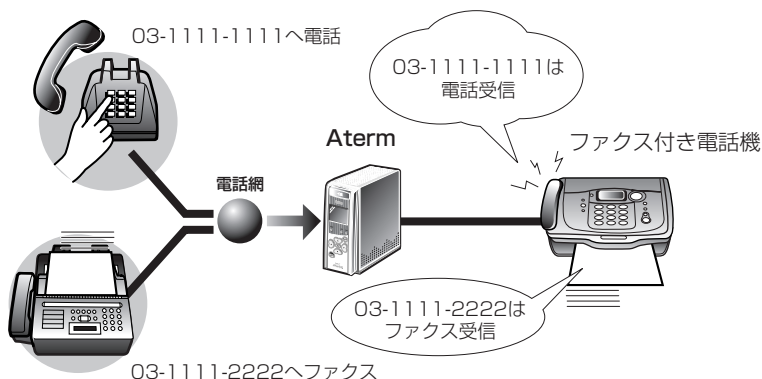 03-1111-1111へ電話
03-1111-1111は
電話受信
Aterm
ファクス付き電話機
電話網
03-1111-2222は
ファクス受信
03-1111-2222へファクス